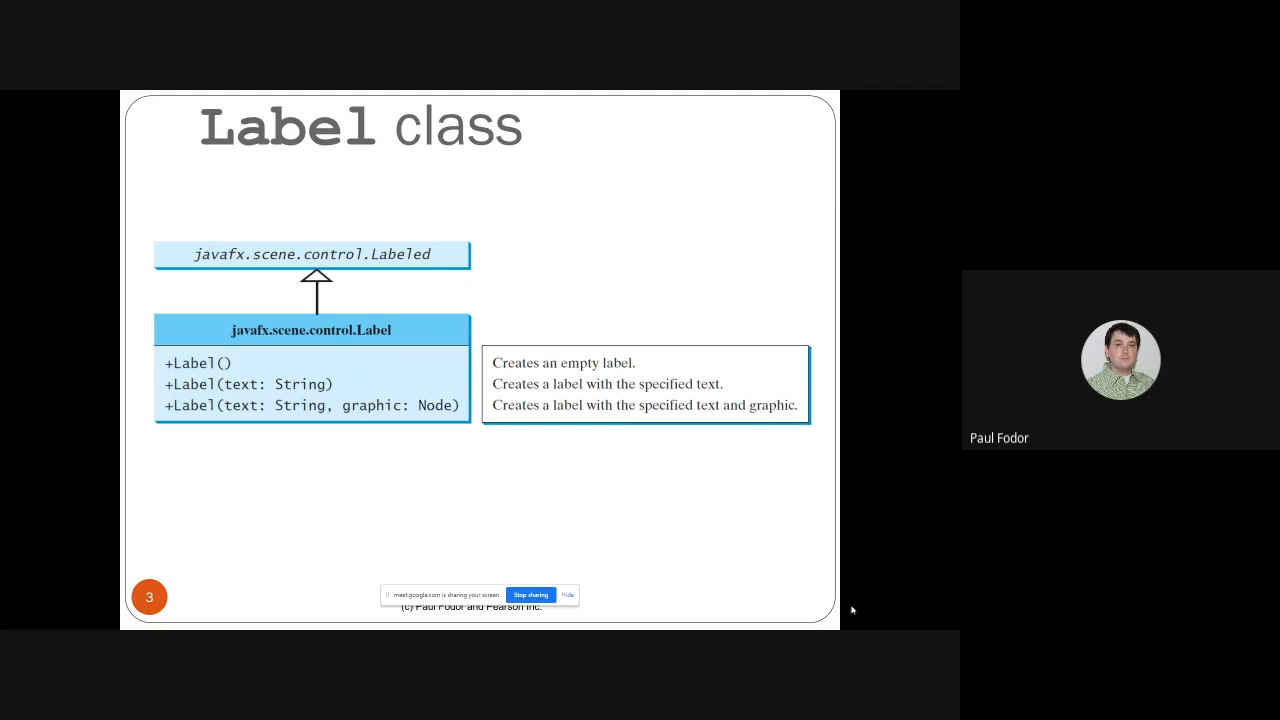 Label class
javafx.scene.control.Labeled
javafx.scene.control.Label
+Label()
+Label(text: String)
+Label(text: String, graphic: Node)
Creates an empty label.
Creates a label with the specified text.
Creates a label with the specified text and graphic.
Paul Fodor
3
meet.google.com is sharing your screen. Stop sharing Hide
(c) Paul Fodor and Pearson Inc.